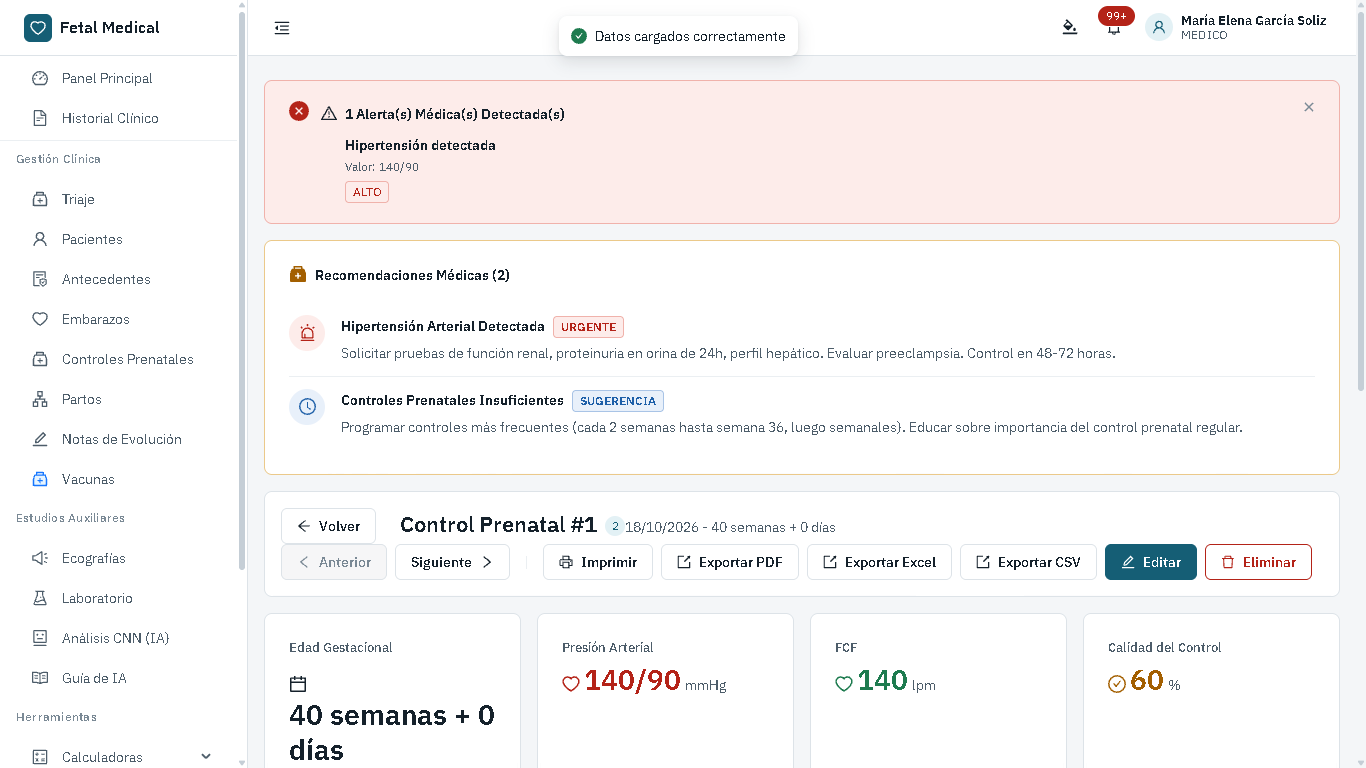 Fetal Medical
Datos cargados correctamente
99+
María Elena García Soliz
MEDICO
Panel Principal
Historial Clínico
Gestión Clínica
Triaje
Pacientes
Antecedentes
Embarazos
Controles Prenatales
Partos
Notas de Evolución
Vacunas
Estudios Auxiliares
Ecografías
Laboratorio
Análisis CNN (IA)
Guía de IA
Herramientas
Calculadoras
1 Alerta(s) Médica(s) Detectada(s)
Hipertensión detectada
Valor: 140/90
ALTO
Recomendaciones Médicas (2)
Hipertensión Arterial Detectada URGENTE
Solicitar pruebas de función renal, proteinuria en orina de 24h, perfil hepático. Evaluar preeclampsia. Control en 48-72 horas.
Controles Prenatales Insuficientes SUGERENCIA
Programar controles más frecuentes (cada 2 semanas hasta semana 36, luego semanales). Educar sobre importancia del control prenatal regular.
Volver Control Prenatal #1 2 18/10/2026 - 40 semanas + 0 días
Anterior Siguiente Imprimir Exportar PDF Exportar Excel Exportar CSV Editar Eliminar
Edad Gestacional
40 semanas + 0
días
Presión Arterial
140/90 mmHg
FCF
140 lpm
Calidad del Control
60 %